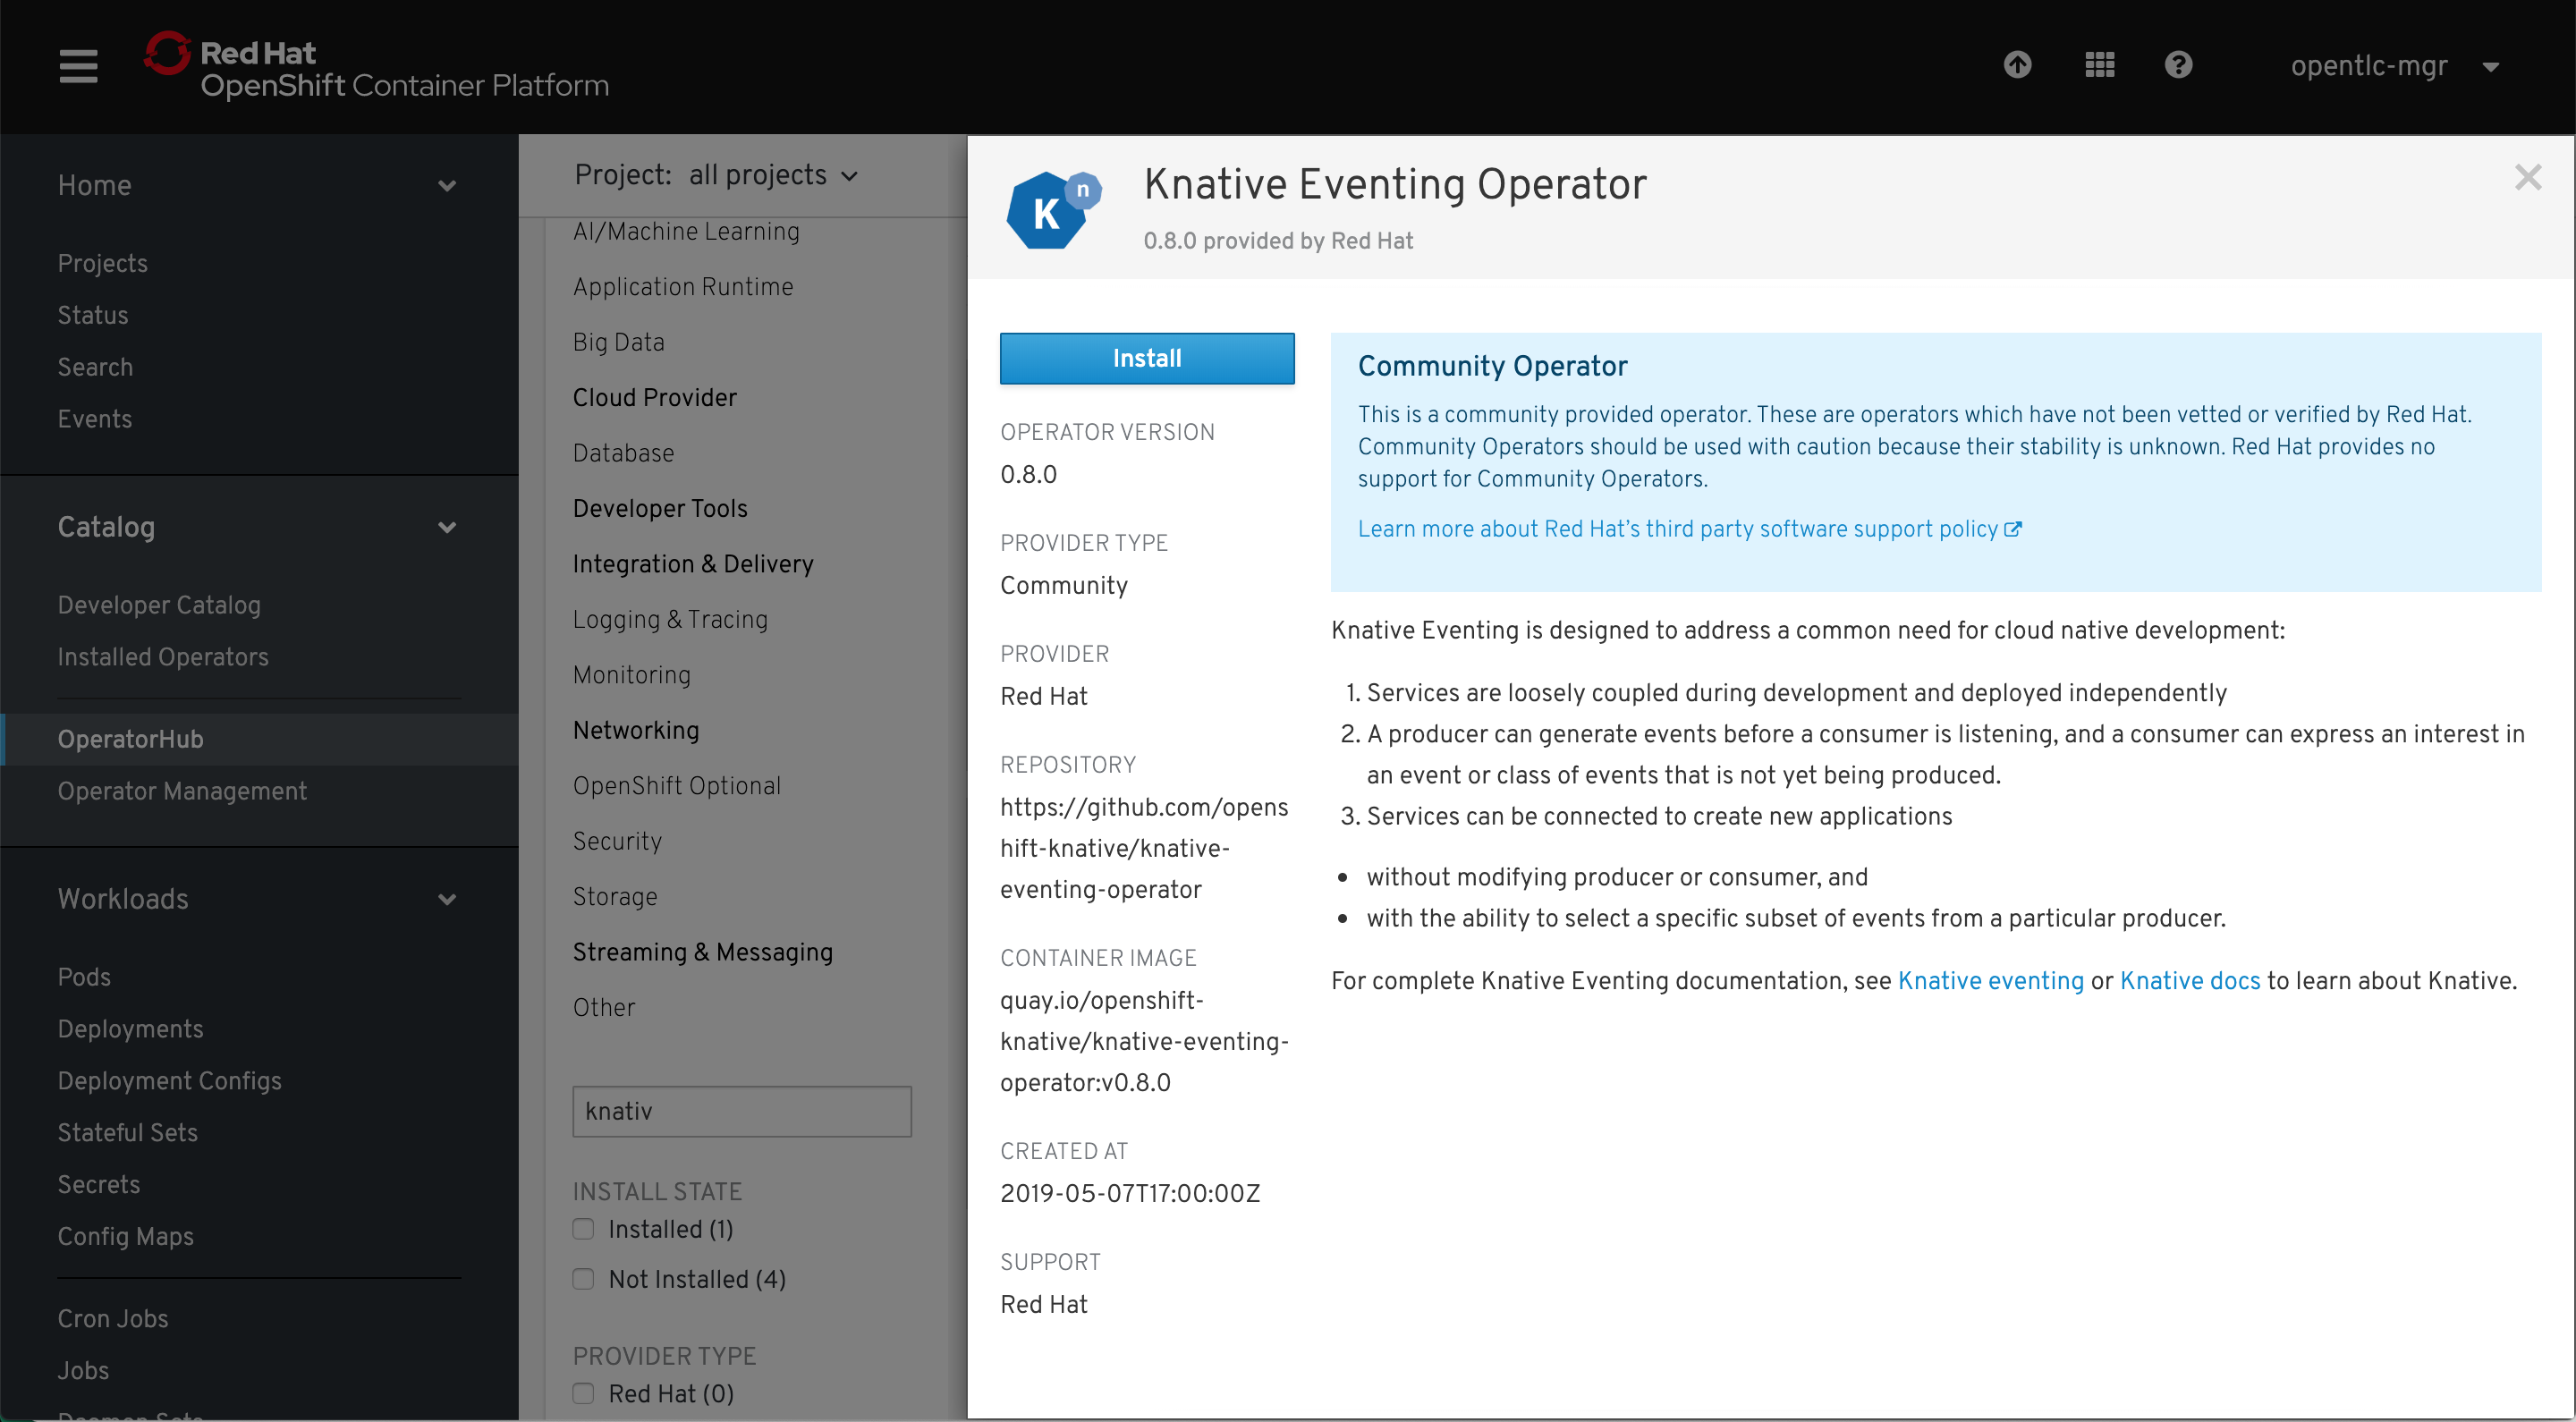 Red Hat
OpenShift Container Platform
opentlc-mgr
Home
Projects
Status
Search
Events
Catalog
Developer Catalog
Installed Operators
OperatorHub
Operator Management
Workloads
Pods
Deployments
Deployment Configs
Stateful Sets
Secrets
Config Maps
Cron Jobs
Jobs
Daemon Sets
Project: all projects
AI/Machine Learning
Application Runtime
Big Data
Cloud Provider
Database
Developer Tools
Integration & Delivery
Logging & Tracing
Monitoring
Networking
OpenShift Optional
Security
Storage
Streaming & Messaging
Other
knativ
INSTALL STATE
Installed (1)
Not Installed (4)
PROVIDER TYPE
Red Hat (0)
K n
Knative Eventing Operator
0.8.0 provided by Red Hat
Install
OPERATOR VERSION
0.8.0
PROVIDER TYPE
Community
PROVIDER
Red Hat
REPOSITORY
https://github.com/opens
hift-knative/knative-
eventing-operator
CONTAINER IMAGE
quay.io/openshift-
knative/knative-eventing-
operator:v0.8.0
CREATED AT
2019-05-07T17:00:00Z
SUPPORT
Red Hat
Community Operator
This is a community provided operator. These are operators which have not been vetted or verified by Red Hat.
Community Operators should be used with caution because their stability is unknown. Red Hat provides no
support for Community Operators.
Learn more about Red Hat's third party software support policy
Knative Eventing is designed to address a common need for cloud native development:
1. Services are loosely coupled during development and deployed independently
2. A producer can generate events before a consumer is listening, and a consumer can express an interest in
an event or class of events that is not yet being produced.
3. Services can be connected to create new applications
• without modifying producer or consumer, and
• with the ability to select a specific subset of events from a particular producer.
For complete Knative Eventing documentation, see Knative eventing or Knative docs to learn about Knative.